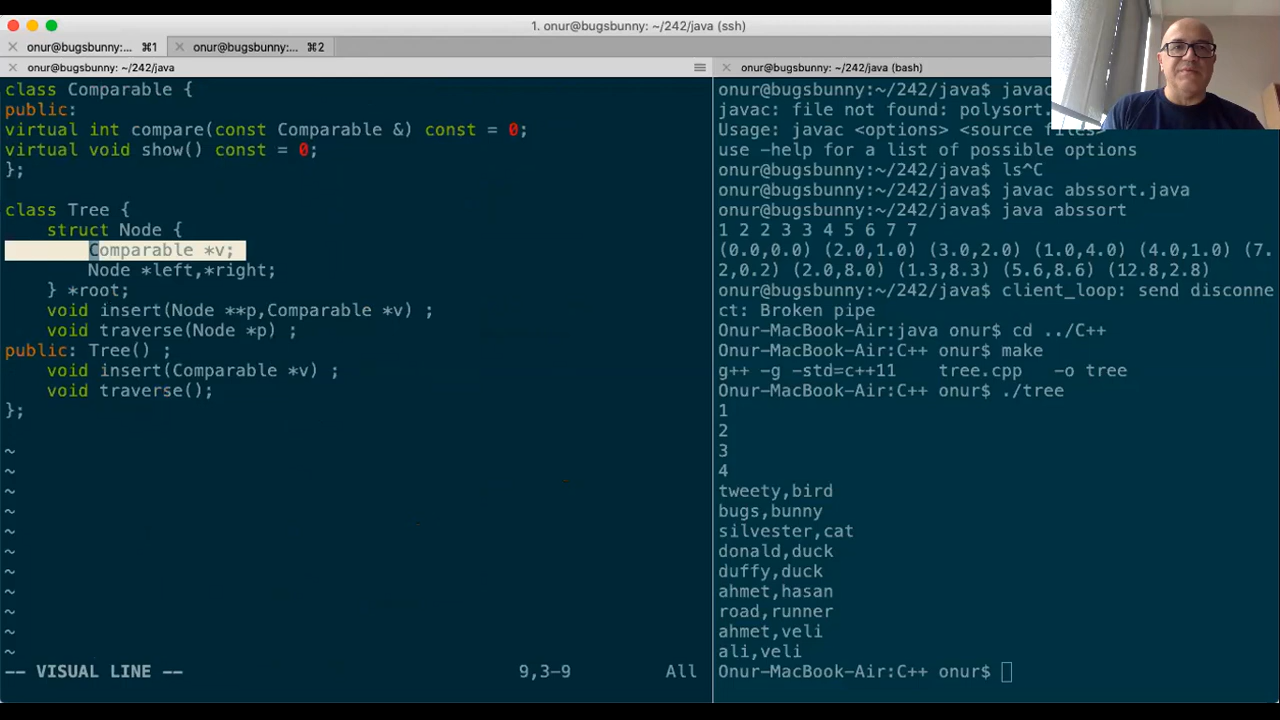 1. onur@bugsbunny: ~/242/java (ssh)
onur@bugsbunny:... ⌘1
onur@bugsbunny: ~/242/... ⌘2
onur@bugsbunny: ~/242/java
class Comparable {
public:
virtual int compare(const Comparable &) const = 0;
virtual void show() const = 0;
};
class Tree {
struct Node {
Comparable *v;
Node *left,*right;
} *root;
void insert(Node **p,Comparable *v) ;
void traverse(Node *p) ;
public: Tree() ;
void insert(Comparable *v) ;
void traverse();
};
~
~
~
~
~
~
~
~
~
~
~
-- VISUAL LINE -- 9,3-9 All
onur@bugsbunny: ~/242/java (bash)
onur@bugsbunny:~/242/java$ javac
javac: file not found: polysort.
Usage: javac <options> <source files>
use -help for a list of possible options
onur@bugsbunny:~/242/java$ ls^C
onur@bugsbunny:~/242/java$ javac abssort.java
onur@bugsbunny:~/242/java$ java abssort
1 2 2 3 3 4 5 6 7 7
(0.0,0.0) (2.0,1.0) (3.0,2.0) (1.0,4.0) (4.0,1.0) (7.
2,0.2) (2.0,8.0) (1.3,8.3) (5.6,8.6) (12.8,2.8)
onur@bugsbunny:~/242/java$ client_loop: send disconne
ct: Broken pipe
Onur-MacBook-Air:java onur$ cd ../C++
Onur-MacBook-Air:C++ onur$ make
g++ -g -std=c++11 tree.cpp -o tree
Onur-MacBook-Air:C++ onur$ ./tree
1
2
3
4
tweety,bird
bugs,bunny
silvester,cat
donald,duck
duffy,duck
ahmet,hasan
road,runner
ahmet,veli
ali,veli
Onur-MacBook-Air:C++ onur$